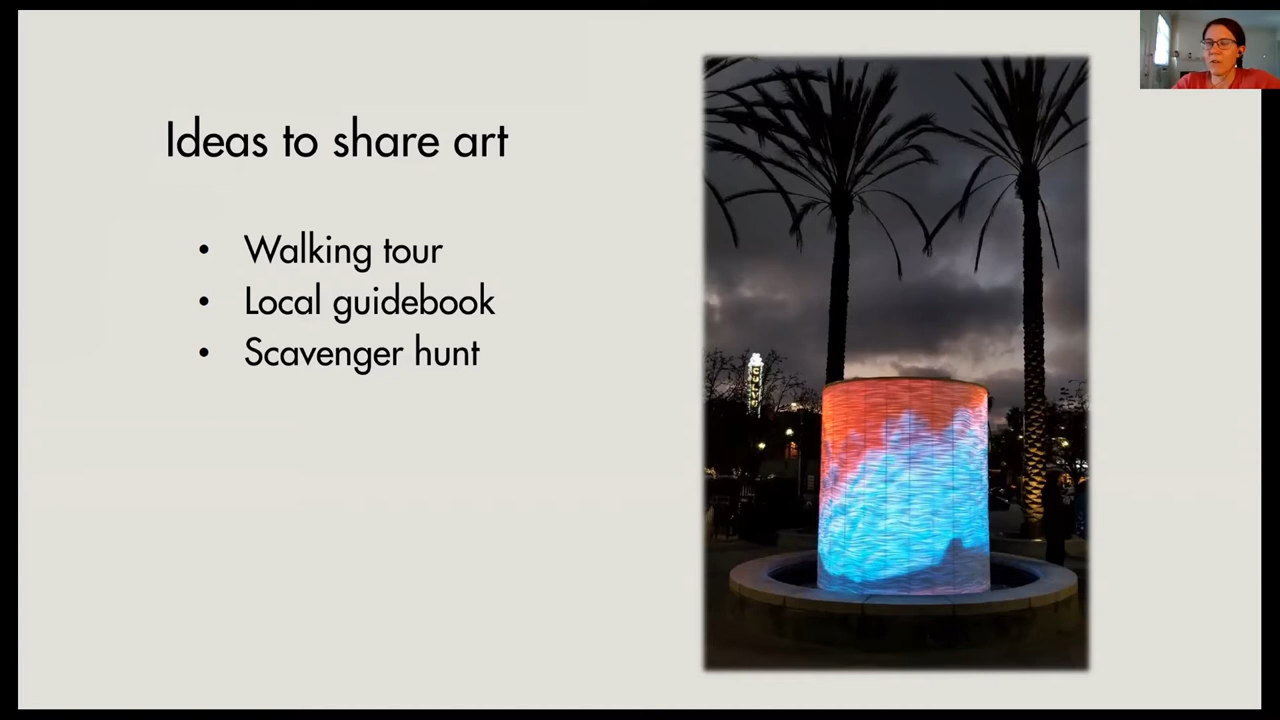 Ideas to share art
• Walking tour
• Local guidebook
• Scavenger hunt